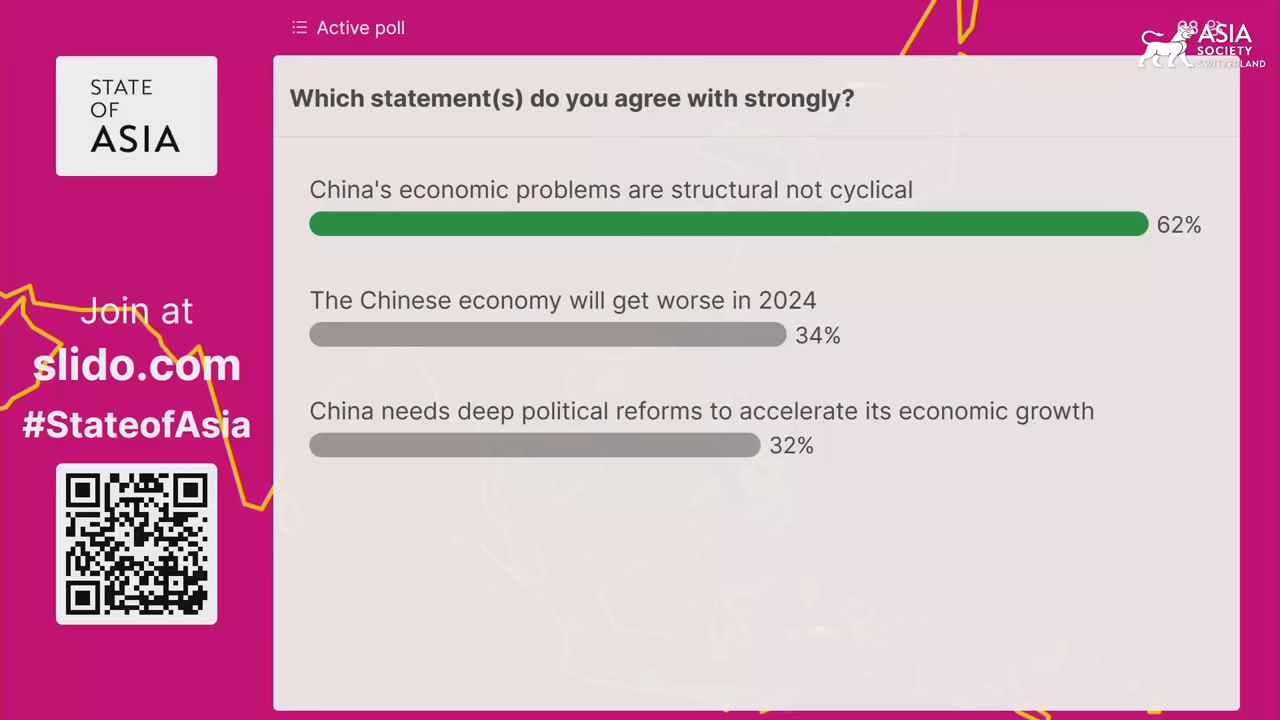 Active poll
ASIA
SOCIETY
SWITZERLAND
STATE
OF
ASIA
Which statement(s) do you agree with strongly?
China's economic problems are structural not cyclical
62%
The Chinese economy will get worse in 2024
34%
China needs deep political reforms to accelerate its economic growth
32%
Join at
slido.com
#StateofAsia